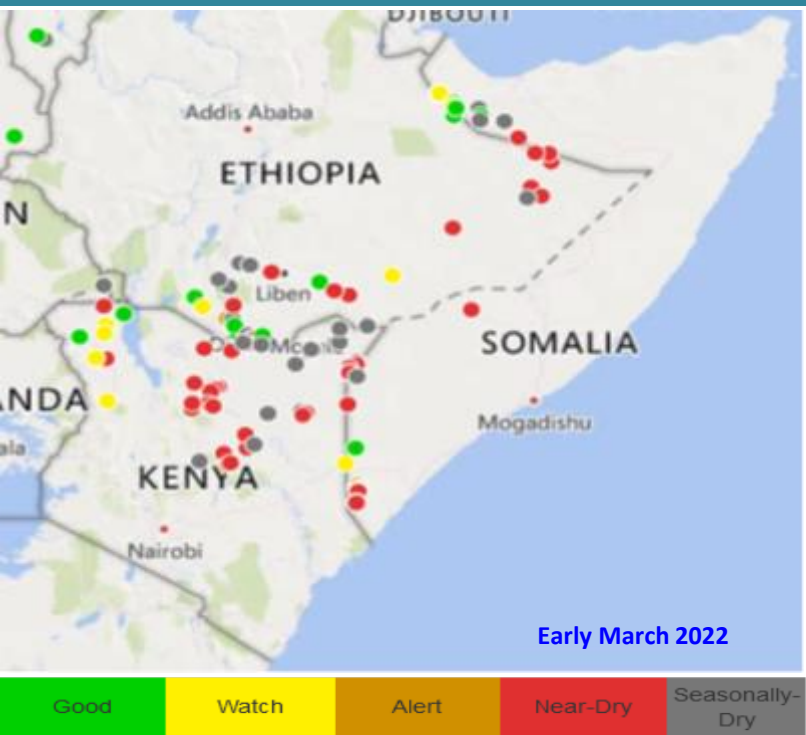 DJIBOUTI
Addis Ababa
ETHIOPIA
N
Liben
SOMALIA
ANDA
Mogadishu
ala
KENYA
Nairobi
Early March 2022
Good
Watch
Alert
Near-Dry
Seasonally-
Dry